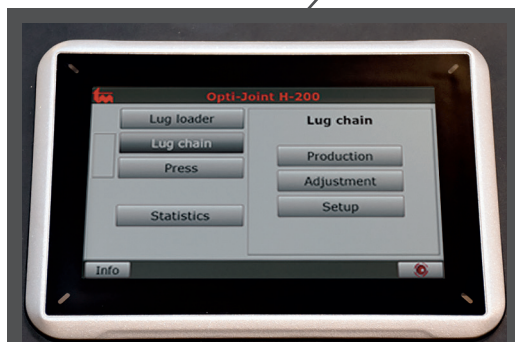 Opti-Joint H-200
Lug loader
Lug chain
Press
Statistics
Lug chain
Production
Adjustment
Setup
Info